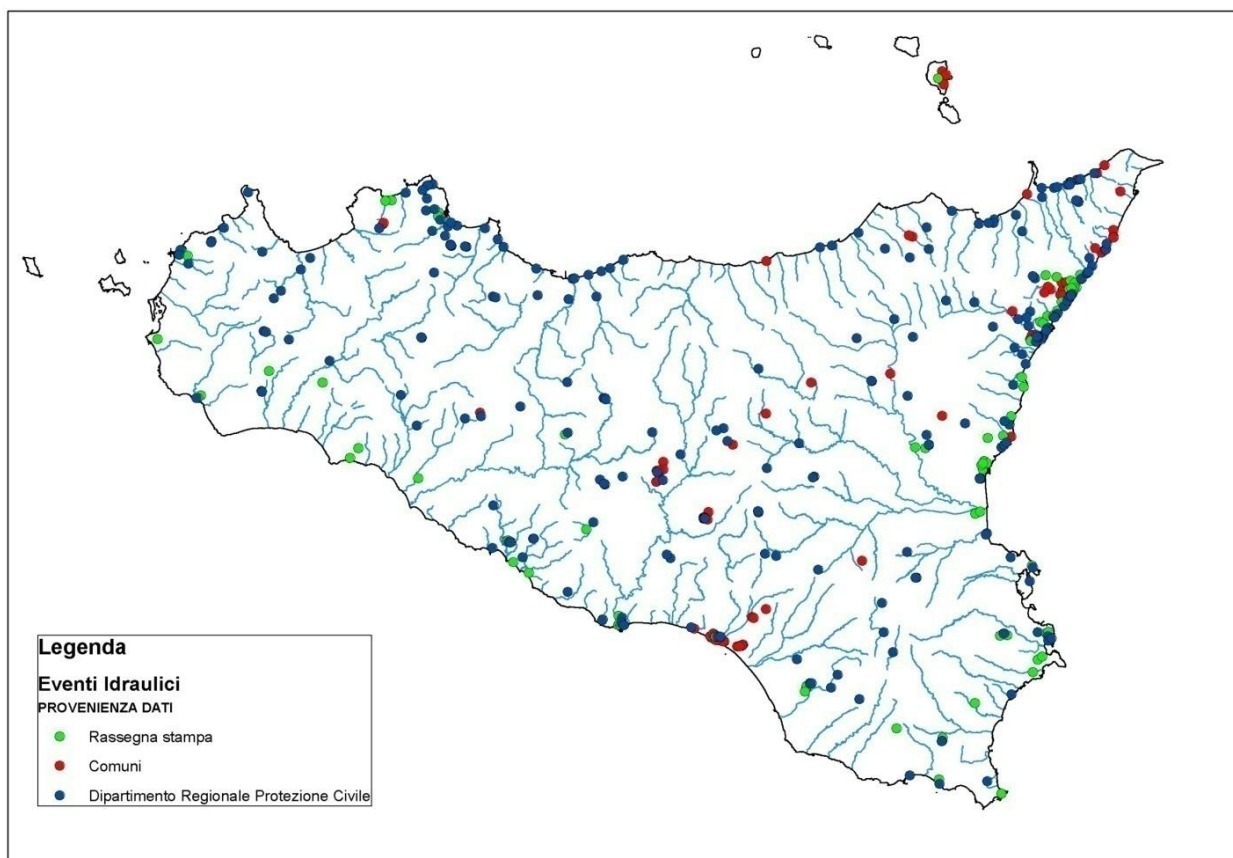 Legenda
Eventi Idraulici
PROVENIENZA DATI
Rassegna stampa
Comuni
Dipartimento Regionale Protezione Civile